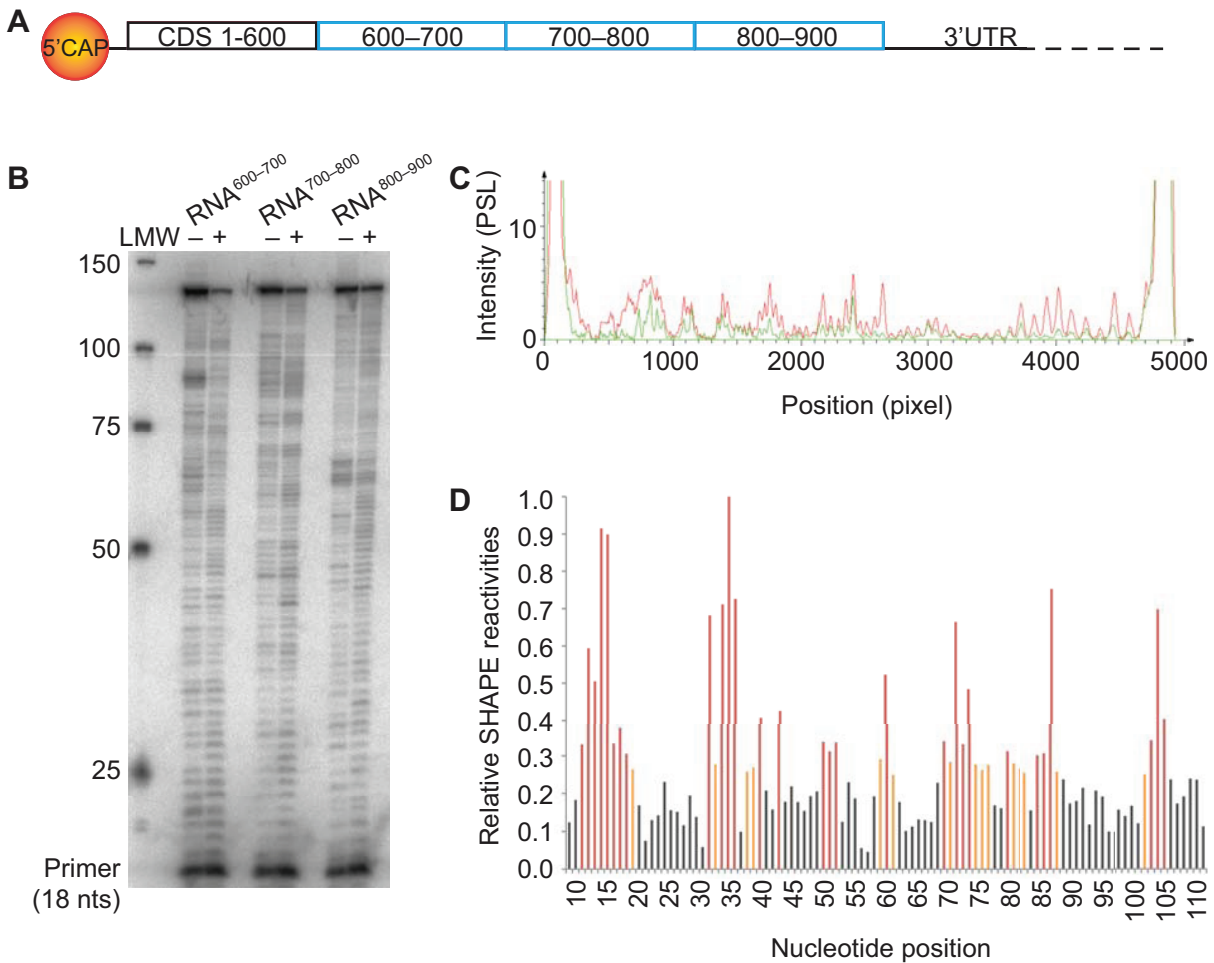 A
5'CAP
CDS 1-600
600–700
700–800
800–900
3'UTR
B
RNA600–700
RNA700–800
RNA800–900
LMW – + – + – +
150
100
75
50
25
Primer
(18 nts)
C
Intensity (PSL)
10
0
0 1000 2000 3000 4000 5000
Position (pixel)
D
Relative SHAPE reactivities
1.0
0.9
0.8
0.7
0.6
0.5
0.4
0.3
0.2
0.1
0.0
10 15 20 25 30 35 40 45 50 55 60 65 70 75 80 85 90 95 100 105 110
Nucleotide position